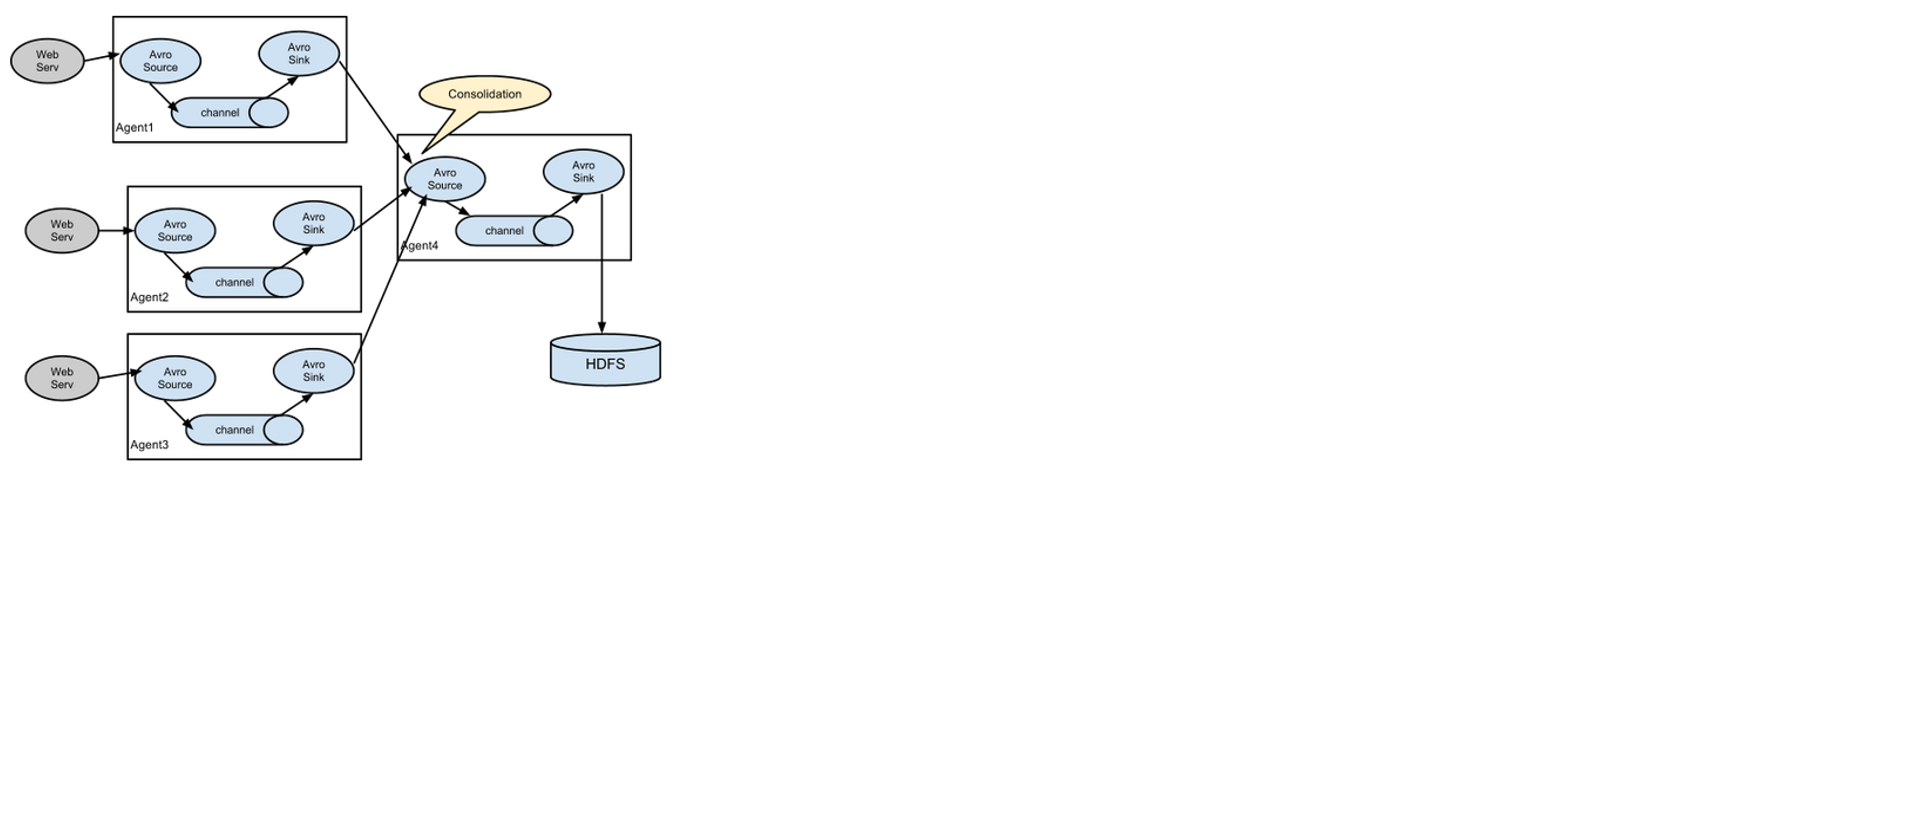 Web
Serv
Avro
Source
Avro
Sink
channel
Agent1
Consolidation
Avro
Source
Avro
Sink
channel
Agent4
Web
Serv
Avro
Source
Avro
Sink
channel
Agent2
HDFS
Web
Serv
Avro
Source
Avro
Sink
channel
Agent3